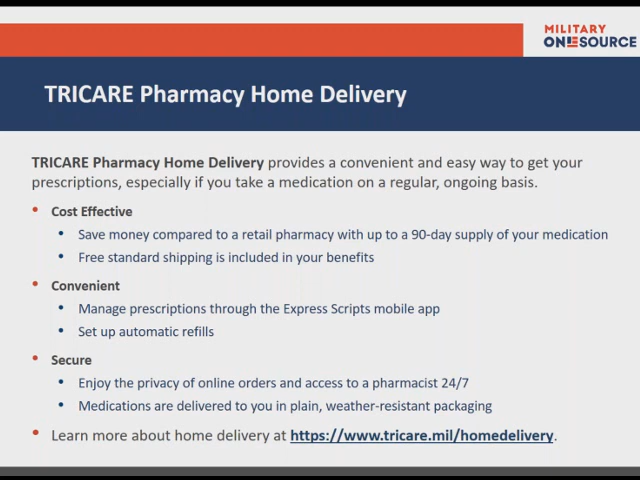 MILITARY
ONESOURCE
TRICARE Pharmacy Home Delivery
TRICARE Pharmacy Home Delivery provides a convenient and easy way to get your
prescriptions, especially if you take a medication on a regular, ongoing basis.
• Cost Effective
• Save money compared to a retail pharmacy with up to a 90-day supply of your medication
• Free standard shipping is included in your benefits
• Convenient
• Manage prescriptions through the Express Scripts mobile app
• Set up automatic refills
• Secure
• Enjoy the privacy of online orders and access to a pharmacist 24/7
• Medications are delivered to you in plain, weather-resistant packaging
• Learn more about home delivery at https://www.tricare.mil/homedelivery.